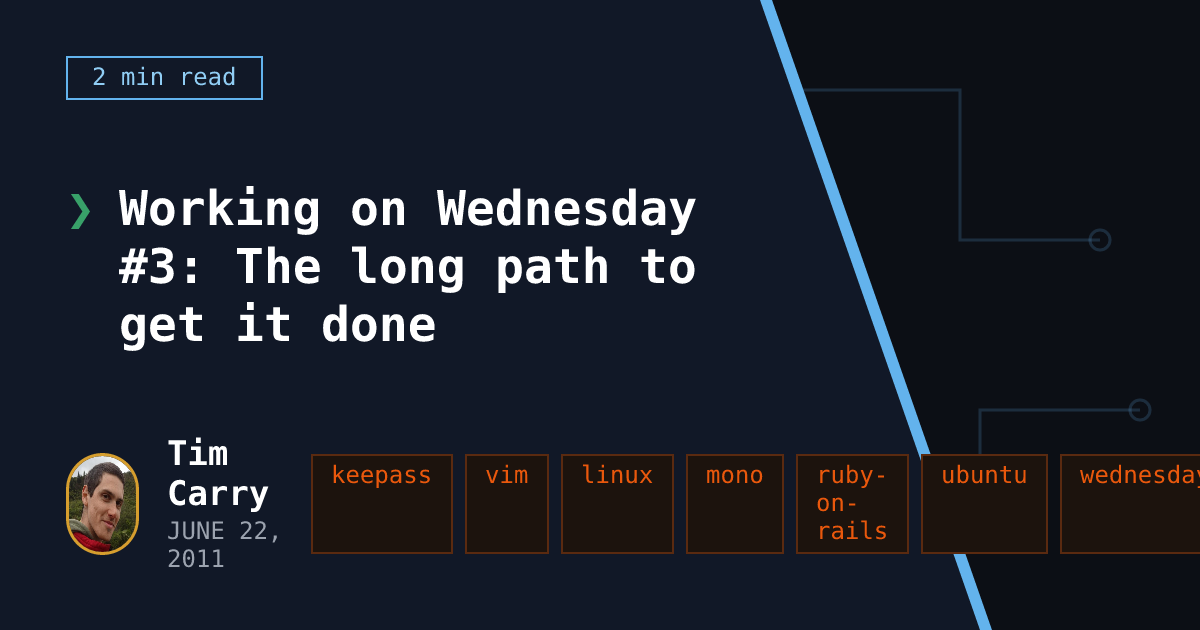 2 min read
❯ Working on Wednesday
#3: The long path to
get it done
Tim
Carry
JUNE 22,
2011
keepass
vim
linux
mono
ruby-
on-
rails
ubuntu
wednesday